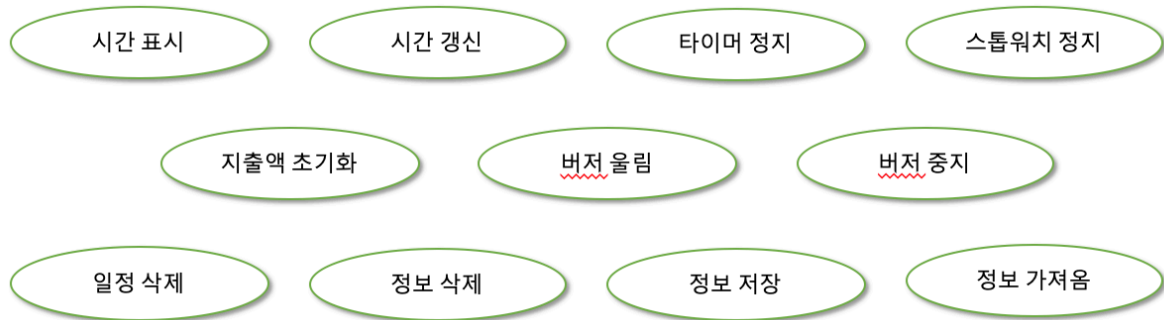 시간 표시
시간 갱신
타이머 정지
스톱워치 정지
지출액 초기화
버저 울림
버저 중지
일정 삭제
정보 삭제
정보 저장
정보 가져옴